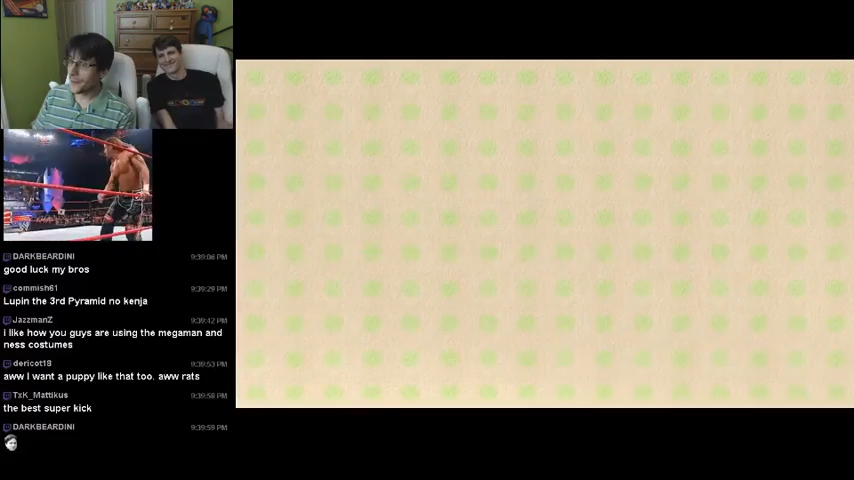 DARKBEARDINI 9:39:06 PM
good luck my bros
commish61 9:39:29 PM
Lupin the 3rd Pyramid no kenja
JazzmanZ 9:39:42 PM
i like how you guys are using the megaman and
ness costumes
dericot18 9:39:53 PM
aww I want a puppy like that too. aww rats
TxK_Mattikus 9:39:58 PM
the best super kick
DARKBEARDINI 9:39:59 PM